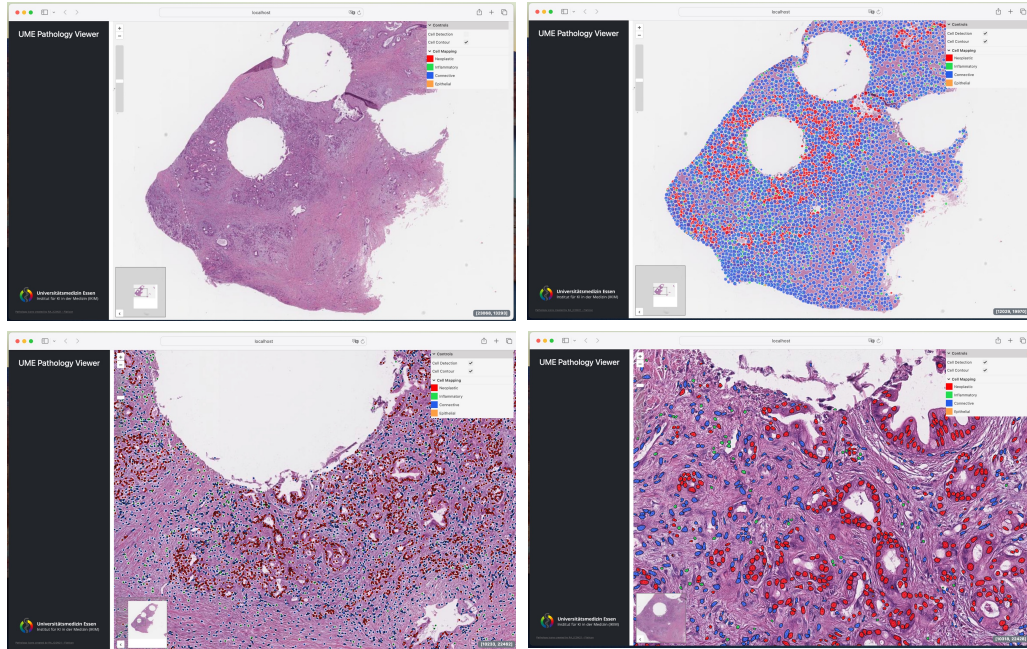 localhost
UME Pathology Viewer
Controls
Cell Detection
Cell Contour
Cell Mapping
Neoplastic
Inflammatory
Connective
Epithelial
Universitätsmedizin Essen
Institut für KI in der Medizin (IKIM)
localhost
UME Pathology Viewer
Controls
Cell Detection
Cell Contour
Cell Mapping
Neoplastic
Inflammatory
Connective
Epithelial
Universitätsmedizin Essen
Institut für KI in der Medizin (IKIM)
localhost
UME Pathology Viewer
Controls
Cell Detection
Cell Contour
Cell Mapping
Neoplastic
Inflammatory
Connective
Epithelial
Universitätsmedizin Essen
Institut für KI in der Medizin (IKIM)
localhost
UME Pathology Viewer
Controls
Cell Detection
Cell Contour
Cell Mapping
Neoplastic
Inflammatory
Connective
Epithelial
Universitätsmedizin Essen
Institut für KI in der Medizin (IKIM)